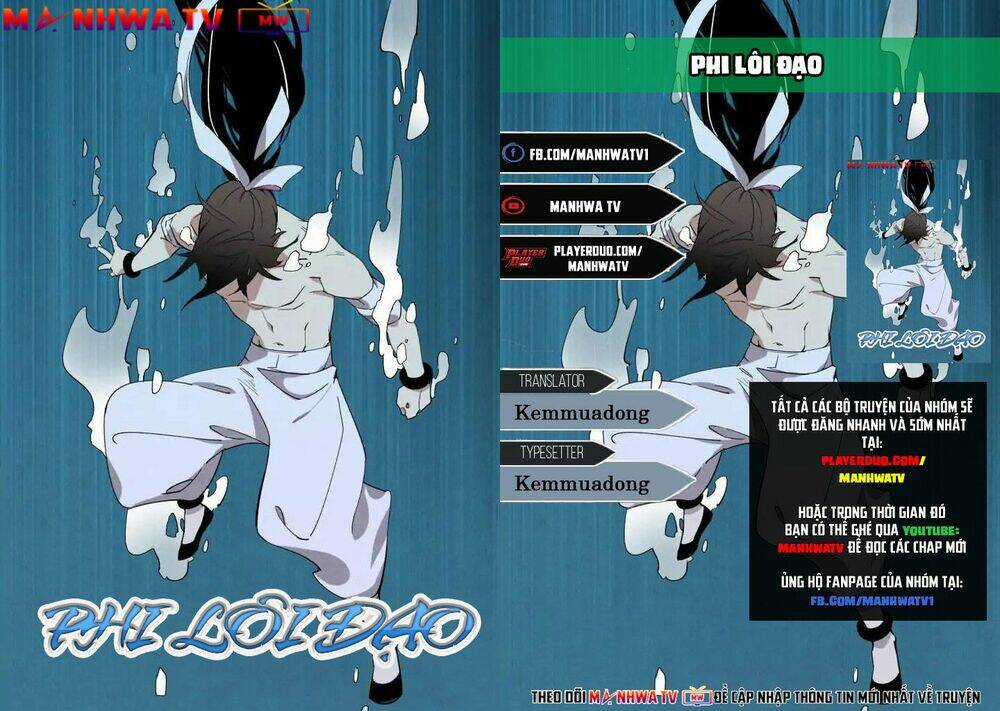 MANHWA TV MW
PHI LÔI ĐẠO
PHI LÔI ĐẠO
FB.COM/MANHWATV1
MANHWA TV
PLAYER DUO
PLAYERDUO.COM/
MANHWATV
MANHWA TV
PHI LÔI ĐẠO
TRANSLATOR
Kemmuadong
TYPESETTER
Kemmuadong
TẤT CẢ CÁC BỘ TRUYỆN CỦA NHÓM SẼ
ĐƯỢC ĐĂNG NHANH VÀ SỚM NHẤT
TẠI:
PLAYERDUO.COM/
MANHWATV
HOẶC TRONG THỜI GIAN ĐÓ
BẠN CÓ THỂ GHÉ QUA YOUTUBE:
MANHWATV ĐỂ ĐỌC CÁC CHAP MỚI
ỦNG HỘ FANPAGE CỦA NHÓM TẠI:
FB.COM/MANHWATV1
THEO DÕI MANHWA TV MW ĐỂ CẬP NHẬP THÔNG TIN MỚI NHẤT VỀ TRUYỆN